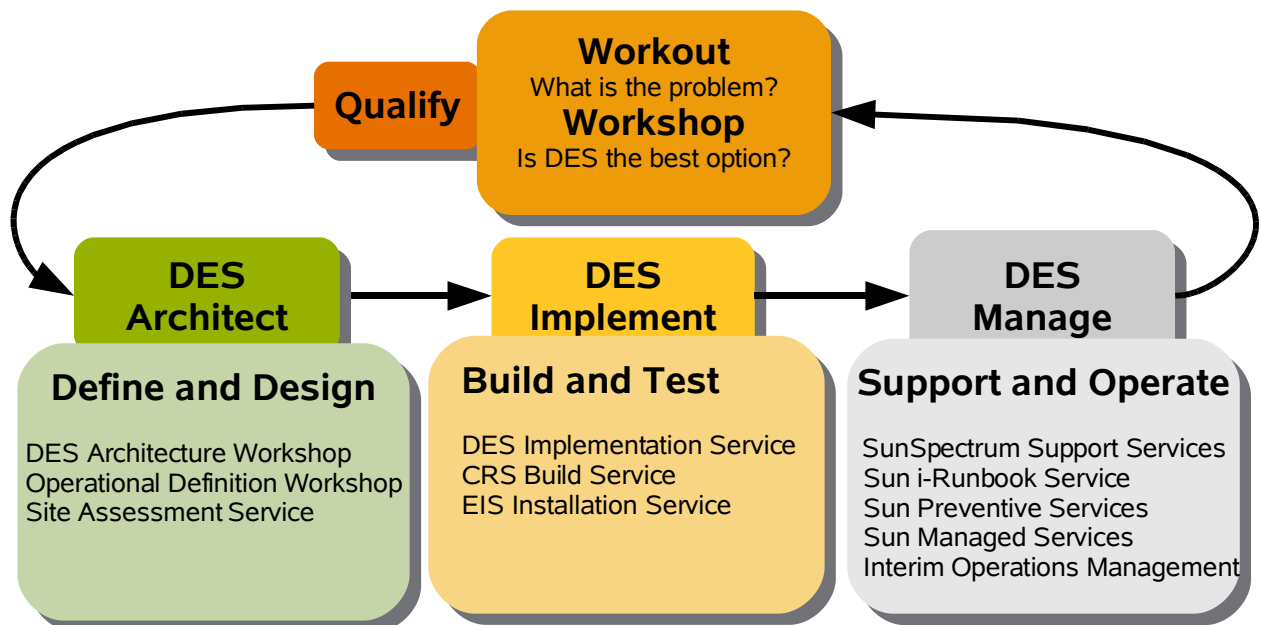 Qualify
Workout
What is the problem?
Workshop
Is DES the best option?
DES
Architect
Define and Design
DES Architecture Workshop
Operational Definition Workshop
Site Assessment Service
DES
Implement
Build and Test
DES Implementation Service
CRS Build Service
EIS Installation Service
DES
Manage
Support and Operate
SunSpectrum Support Services
Sun i-Runbook Service
Sun Preventive Services
Sun Managed Services
Interim Operations Management